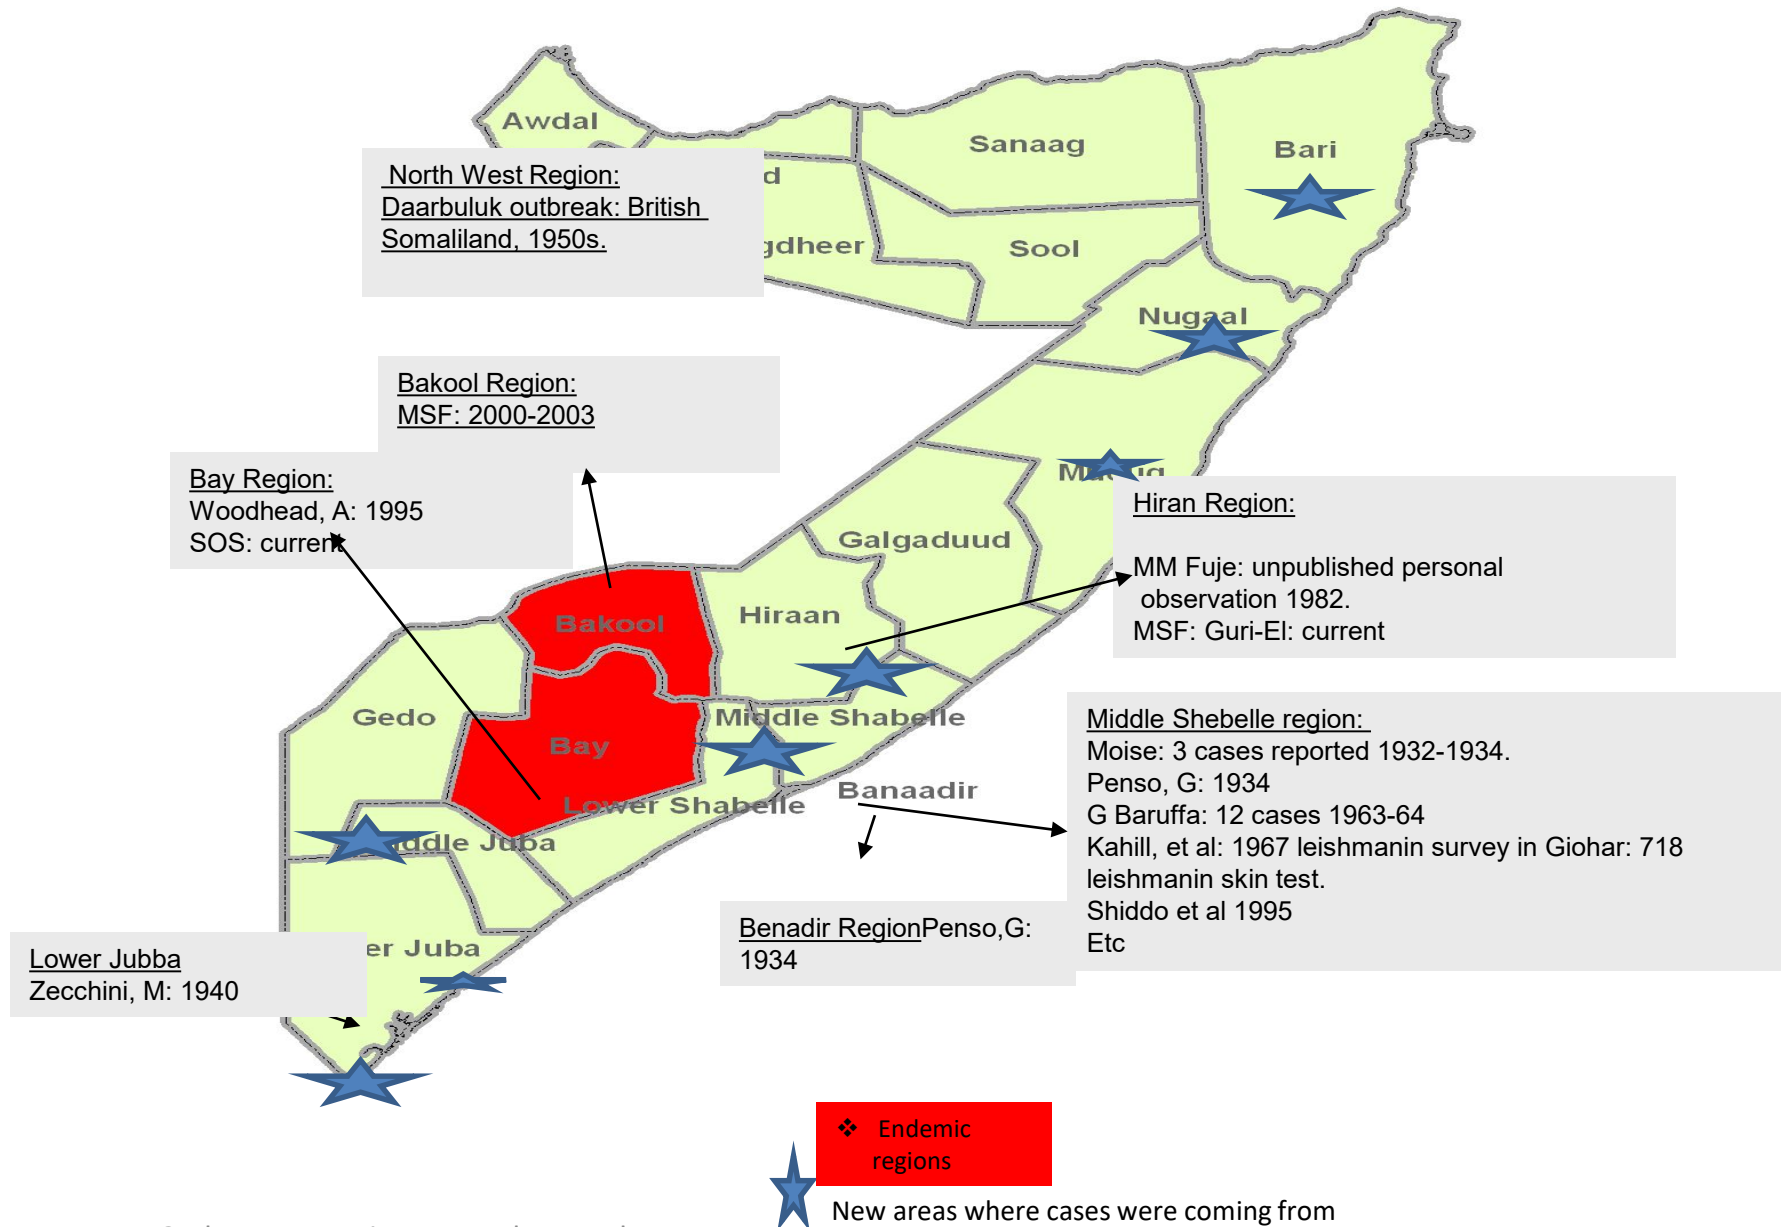 Awdal
Sanaag
Bari
North West Region:
Daarbuluk outbreak: British
Somaliland, 1950s.
d
gdheer
Sool
Nugaal
Bakool Region:
MSF: 2000-2003
Bay Region:
Woodhead, A: 1995
SOS: current
Galgaduud
Hiran Region:
MM Fuje: unpublished personal
observation 1982.
MSF: Guri-El: current
Bakool
Hiraan
Gedo
Bay
Middle Shabelle
Middle Shebelle region:
Moise: 3 cases reported 1932-1934.
Penso, G: 1934
G Baruffa: 12 cases 1963-64
Kahill, et al: 1967 leishmanin survey in Giohar: 718
leishmanin skin test.
Shiddo et al 1995
Etc
Banaadir
Lower Shabelle
ddle Juba
Benadir RegionPenso,G:
1934
er Juba
Lower Jubba
Zecchini, M: 1940
❖ Endemic
regions
New areas where cases were coming from